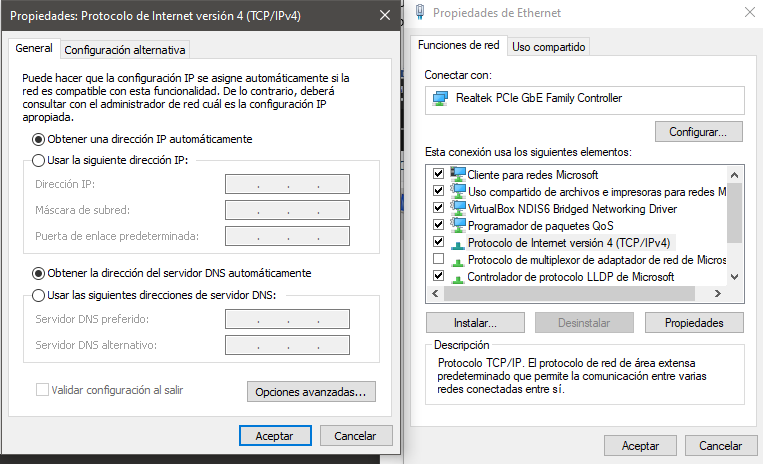 Propiedades: Protocolo de Internet versión 4 (TCP/IPv4)
General
Configuración alternativa
Puede hacer que la configuración IP se asigne automáticamente si la
red es compatible con esta funcionalidad. De lo contrario, deberá
consultar con el administrador de red cuál es la configuración IP
apropiada.
Obtener una dirección IP automáticamente
Usar la siguiente dirección IP:
Dirección IP:
Máscara de subred:
Puerta de enlace predeterminada:
Obtener la dirección del servidor DNS automáticamente
Usar las siguientes direcciones de servidor DNS:
Servidor DNS preferido:
Servidor DNS alternativo:
Validar configuración al salir
Opciones avanzadas...
Aceptar
Cancelar
Propiedades de Ethernet
Funciones de red
Uso compartido
Conectar con:
Realtek PCIe GbE Family Controller
Configurar...
Esta conexión usa los siguientes elementos:
Cliente para redes Microsoft
Uso compartido de archivos e impresoras para redes M
VirtualBox NDIS6 Bridged Networking Driver
Programador de paquetes QoS
Protocolo de Internet versión 4 (TCP/IPv4)
Protocolo de multiplexor de adaptador de red de Micros
Controlador de protocolo LLDP de Microsoft
Instalar...
Desinstalar
Propiedades
Descripción
Protocolo TCP/IP. El protocolo de red de área extensa
predeterminado que permite la comunicación entre varias
redes conectadas entre sí.
Aceptar
Cancelar